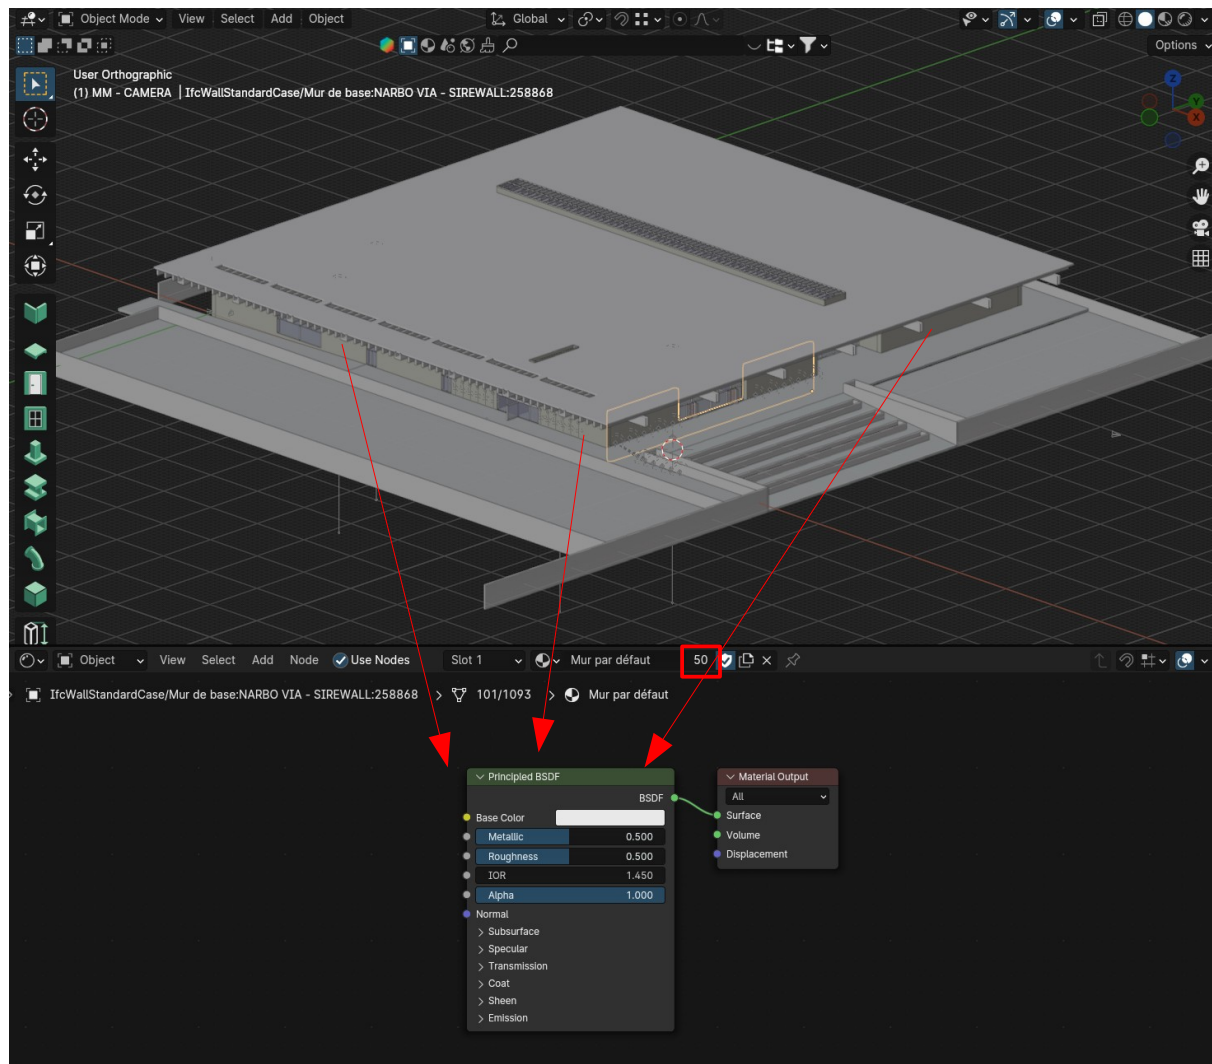 Object Mode View Select Add Object Global
Options
User Orthographic
(1) MM - CAMERA | IfcWallStandardCase/Mur de base:NARBO VIA - SIREWALL:258868
Z
Y
X
Object View Select Add Node Use Nodes Slot 1 Mur par défaut 50
IfcWallStandardCase/Mur de base:NARBO VIA - SIREWALL:258868 > 101/1093 > Mur par défaut
Principled BSDF
BSDF
Base Color
Metallic 0.500
Roughness 0.500
IOR 1.450
Alpha 1.000
Normal
Subsurface
Specular
Transmission
Coat
Sheen
Emission
Material Output
All
Surface
Volume
Displacement